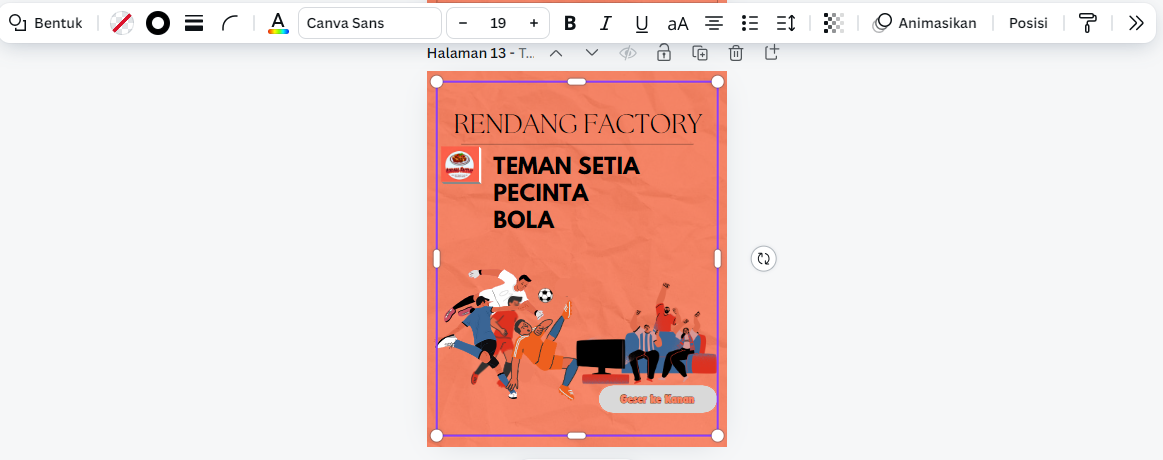 Bentuk
Canva Sans
− 19 +
B I U aA
Animasikan
Posisi
Halaman 13 - T...
RENDANG FACTORY
TEMAN SETIA
PECINTA
BOLA
Geser ke Kanan